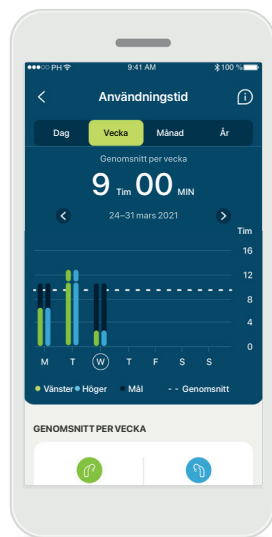 PH 9:41 AM 100 %
Användningstid
Dag Vecka Månad År
Genomsnitt per vecka
9 Tim 00 MIN
24–31 mars 2021
Tim
16
12
8
4
0
M T W T F S S
Vänster Höger Mål - - Genomsnitt
GENOMSNITT PER VECKA